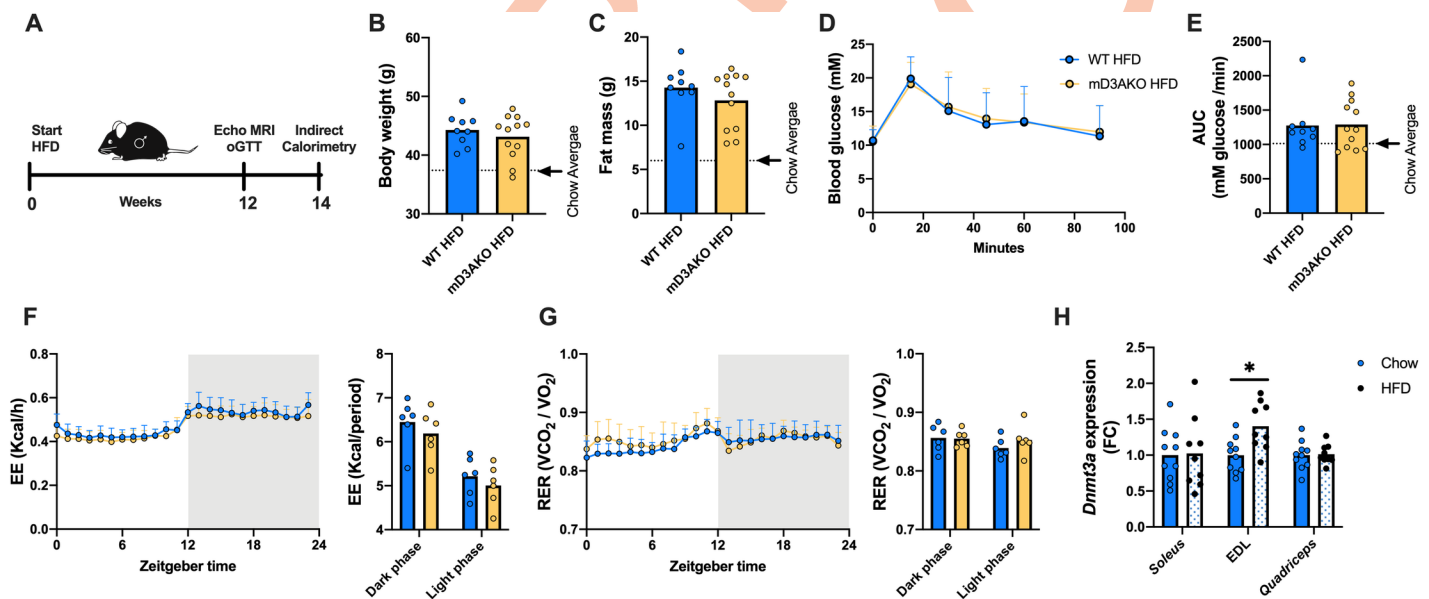 A
Start
HFD
Echo MRI
oGTT
Indirect
Calorimetry
0
Weeks
12
14
B
Body weight (g)
60
50
40
30
WT HFD
mD3AKO HFD
Chow Avergae
C
Fat mass (g)
20
15
10
5
0
WT HFD
mD3AKO HFD
Chow Avergae
D
Blood glucose (mM)
25
20
15
10
5
0
0
20
40
60
80
100
Minutes
WT HFD
mD3AKO HFD
E
AUC
(mM glucose /min)
2500
2000
1500
1000
500
0
WT HFD
mD3AKO HFD
Chow Avergae
F
EE (Kcal/h)
0.8
0.6
0.4
0.2
0.0
0
6
12
18
24
Zeitgeber time
EE (Kcal/period)
8
7
6
5
4
Dark phase
Light phase
G
RER (VCO₂ / VO₂)
1.0
0.9
0.8
0.7
0
6
12
18
24
Zeitgeber time
RER (VCO₂ / VO₂)
1.0
0.9
0.8
0.7
Dark phase
Light phase
H
Dnmt3a expression
(FC)
2.5
2.0
1.5
1.0
0.5
0.0
*
Soleus
EDL
Quadriceps
Chow
HFD